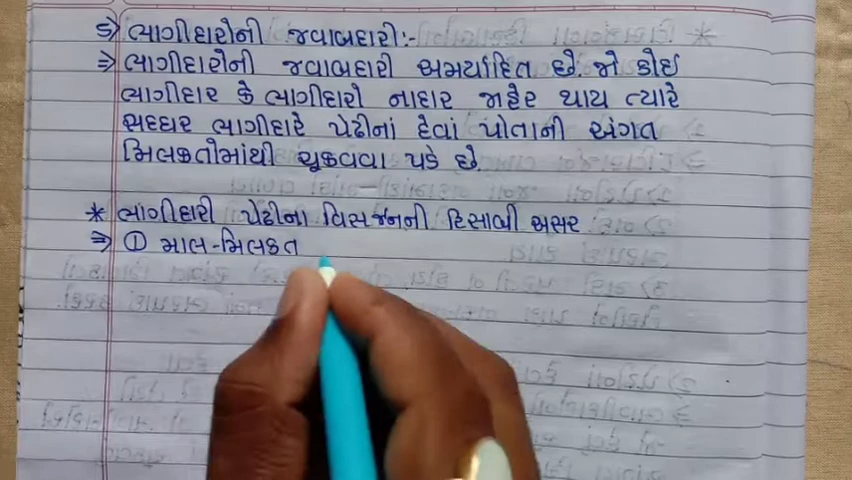 ક) ભાગીદારોની જવાબદારી:-
⇒ ભાગીદારોની જવાબદારી અમર્યાદિત છે. જો કોઈ
ભાગીદાર કે ભાગીદારો નાદાર જાહેર થાય ત્યારે
સધ્ધર ભાગીદારે પેઢીનાં દેવાં પોતાની અંગત
મિલકતોમાંથી ચૂકવવા પડે છે.
* ભાગીદારી પેઢીના વિસર્જનની હિસાબી અસર
⇒ ① માલ-મિલકત